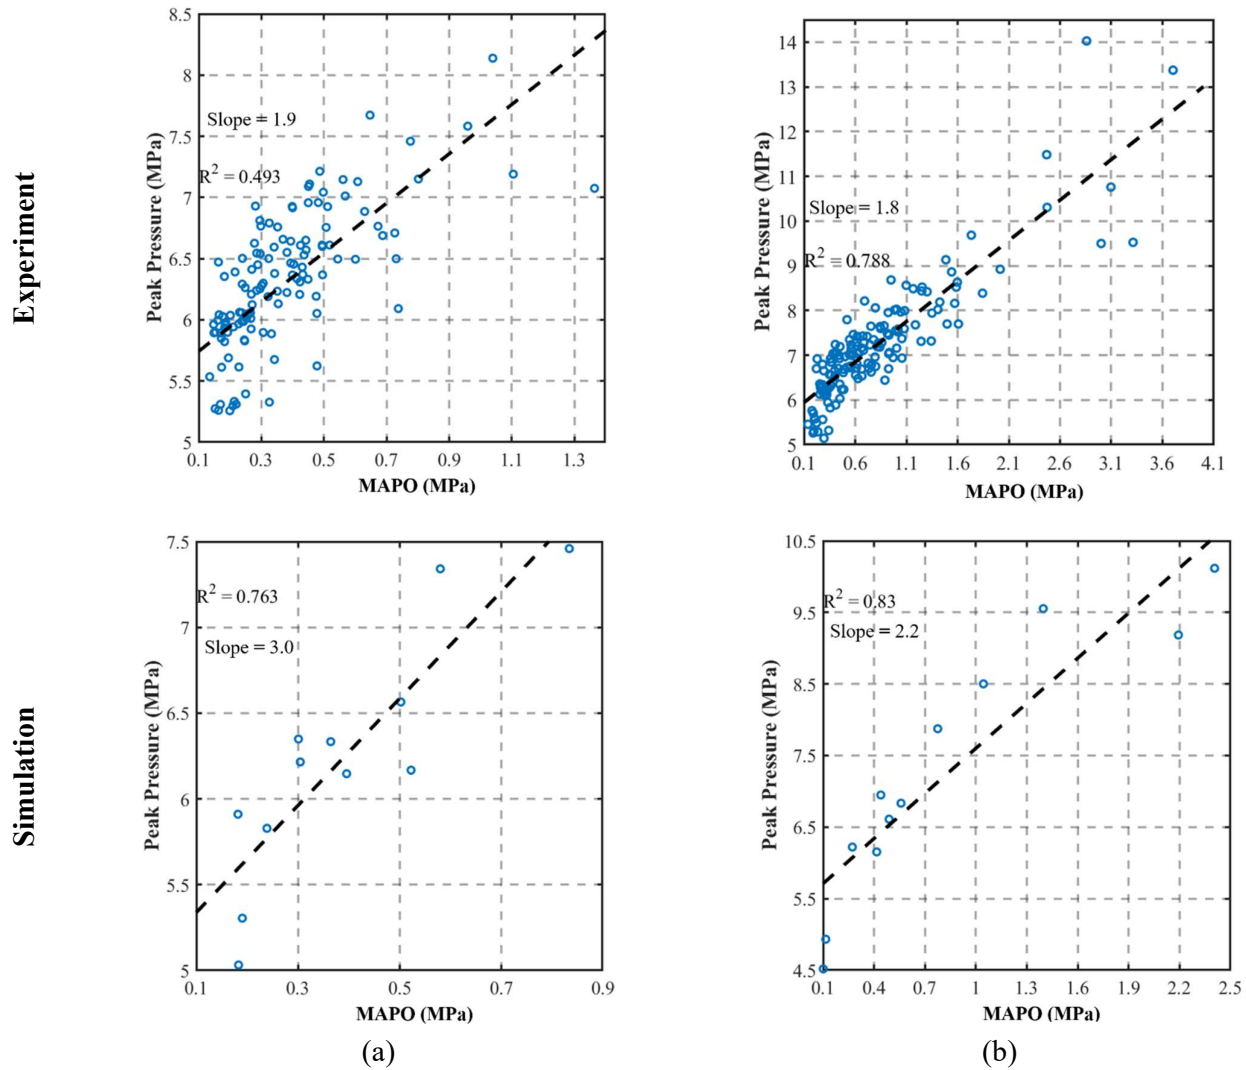 Experiment
8.5
8
7.5
7
6.5
6
5.5
5
Peak Pressure (MPa)
Slope = 1.9
R² = 0.493
0.1 0.3 0.5 0.7 0.9 1.1 1.3
MAPO (MPa)
14
13
12
11
10
9
8
7
6
5
Peak Pressure (MPa)
Slope = 1.8
R² = 0.788
0.1 0.6 1.1 1.6 2.1 2.6 3.1 3.6 4.1
MAPO (MPa)
Simulation
7.5
7
6.5
6
5.5
5
Peak Pressure (MPa)
R² = 0.763
Slope = 3.0
0.1 0.3 0.5 0.7 0.9
MAPO (MPa)
(a)
10.5
9.5
8.5
7.5
6.5
5.5
4.5
Peak Pressure (MPa)
R² = 0.83
Slope = 2.2
0.1 0.4 0.7 1 1.3 1.6 1.9 2.2 2.5
MAPO (MPa)
(b)